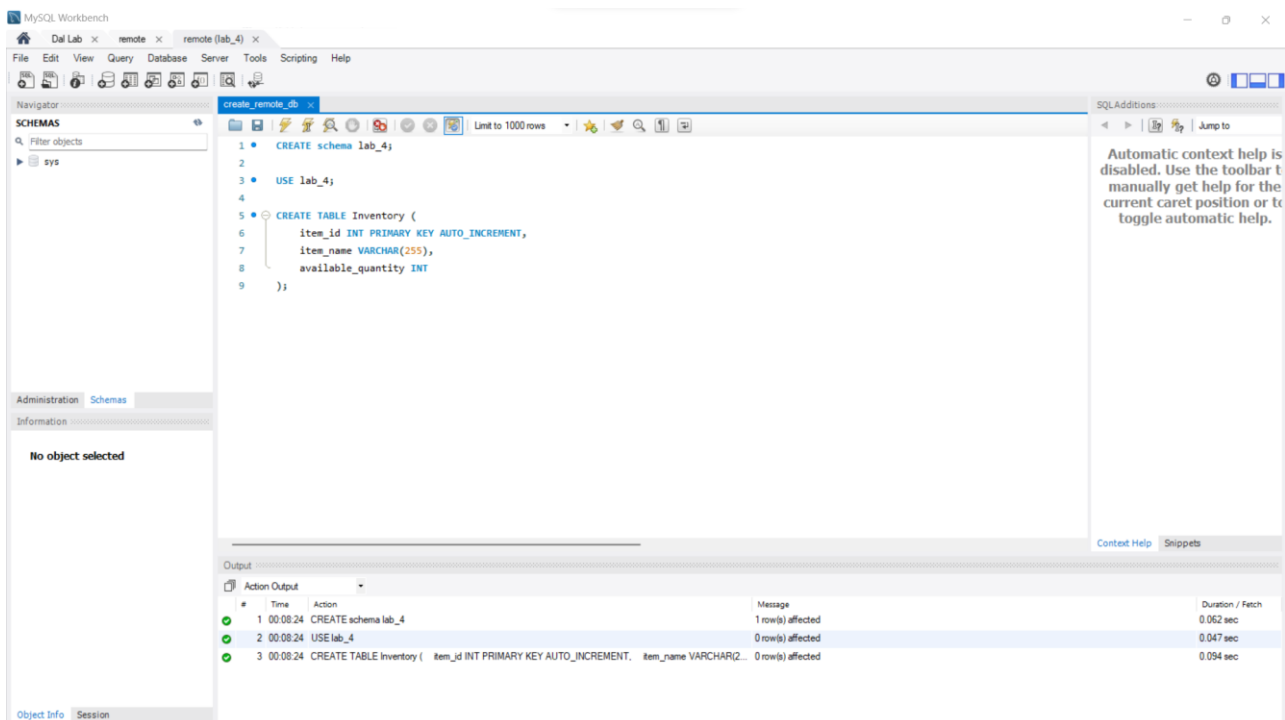 MySQL Workbench
Dal Lab × remote × remote (lab_4) ×
File Edit View Query Database Server Tools Scripting Help
Navigator
SCHEMAS
Filter objects
sys
Administration Schemas
Information
No object selected
Object Info Session
create_remote_db ×
Limit to 1000 rows
1 CREATE schema lab_4;
2
3 USE lab_4;
4
5 CREATE TABLE Inventory (
6 item_id INT PRIMARY KEY AUTO_INCREMENT,
7 item_name VARCHAR(255),
8 available_quantity INT
9 );
SQLAdditions
Jump to
Automatic context help is
disabled. Use the toolbar t
manually get help for the
current caret position or to
toggle automatic help.
Context Help Snippets
Output
Action Output
# Time Action Message Duration / Fetch
1 00:08:24 CREATE schema lab_4 1 row(s) affected 0.062 sec
2 00:08:24 USE lab_4 0 row(s) affected 0.047 sec
3 00:08:24 CREATE TABLE Inventory ( item_id INT PRIMARY KEY AUTO_INCREMENT, item_name VARCHAR(2... 0 row(s) affected 0.094 sec